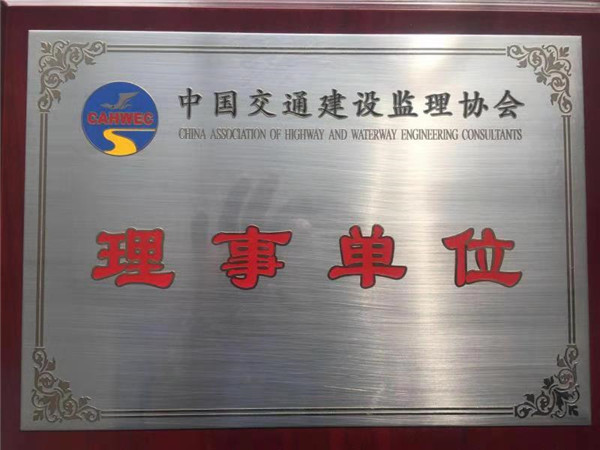 中国交通建设监理协会
CHINA ASSOCIATION OF HIGHWAY AND WATERWAY ENGINEERING CONSULTANTS
CAHWEC
理事单位